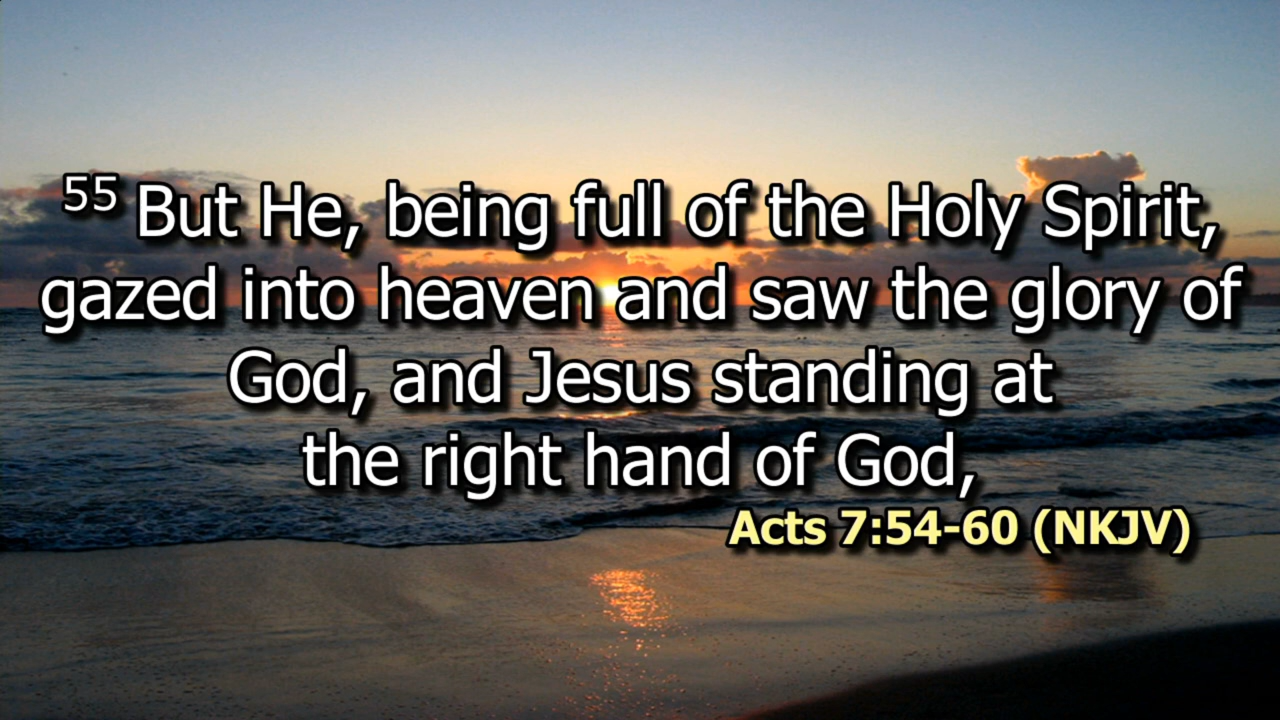 55 But He, being full of the Holy Spirit,
gazed into heaven and saw the glory of
God, and Jesus standing at
the right hand of God,
Acts 7:54-60 (NKJV)